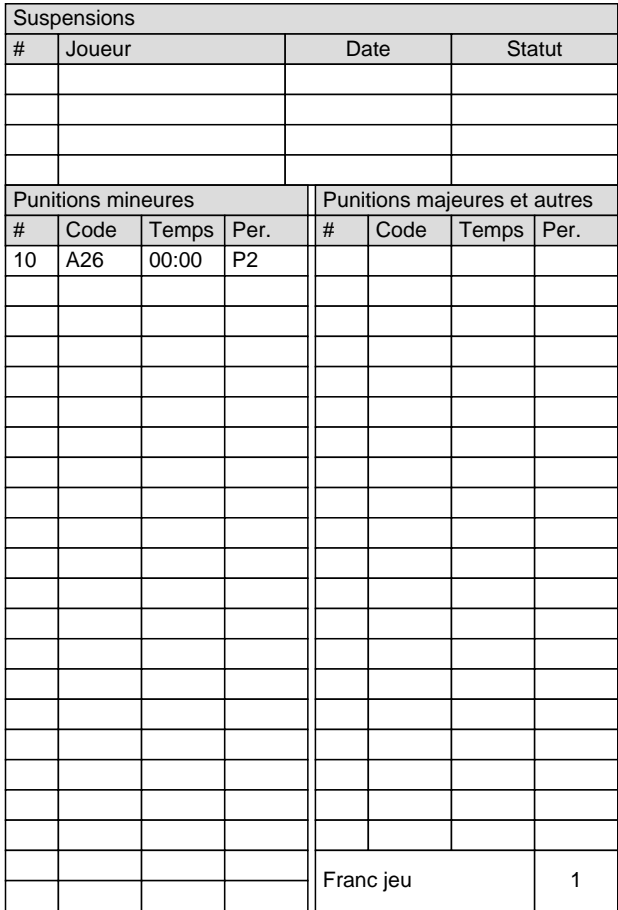 Suspensions
# Joueur Date Statut
Punitions mineures Punitions majeures et autres
# Code Temps Per. # Code Temps Per.
10 A26 00:00 P2
Franc jeu 1